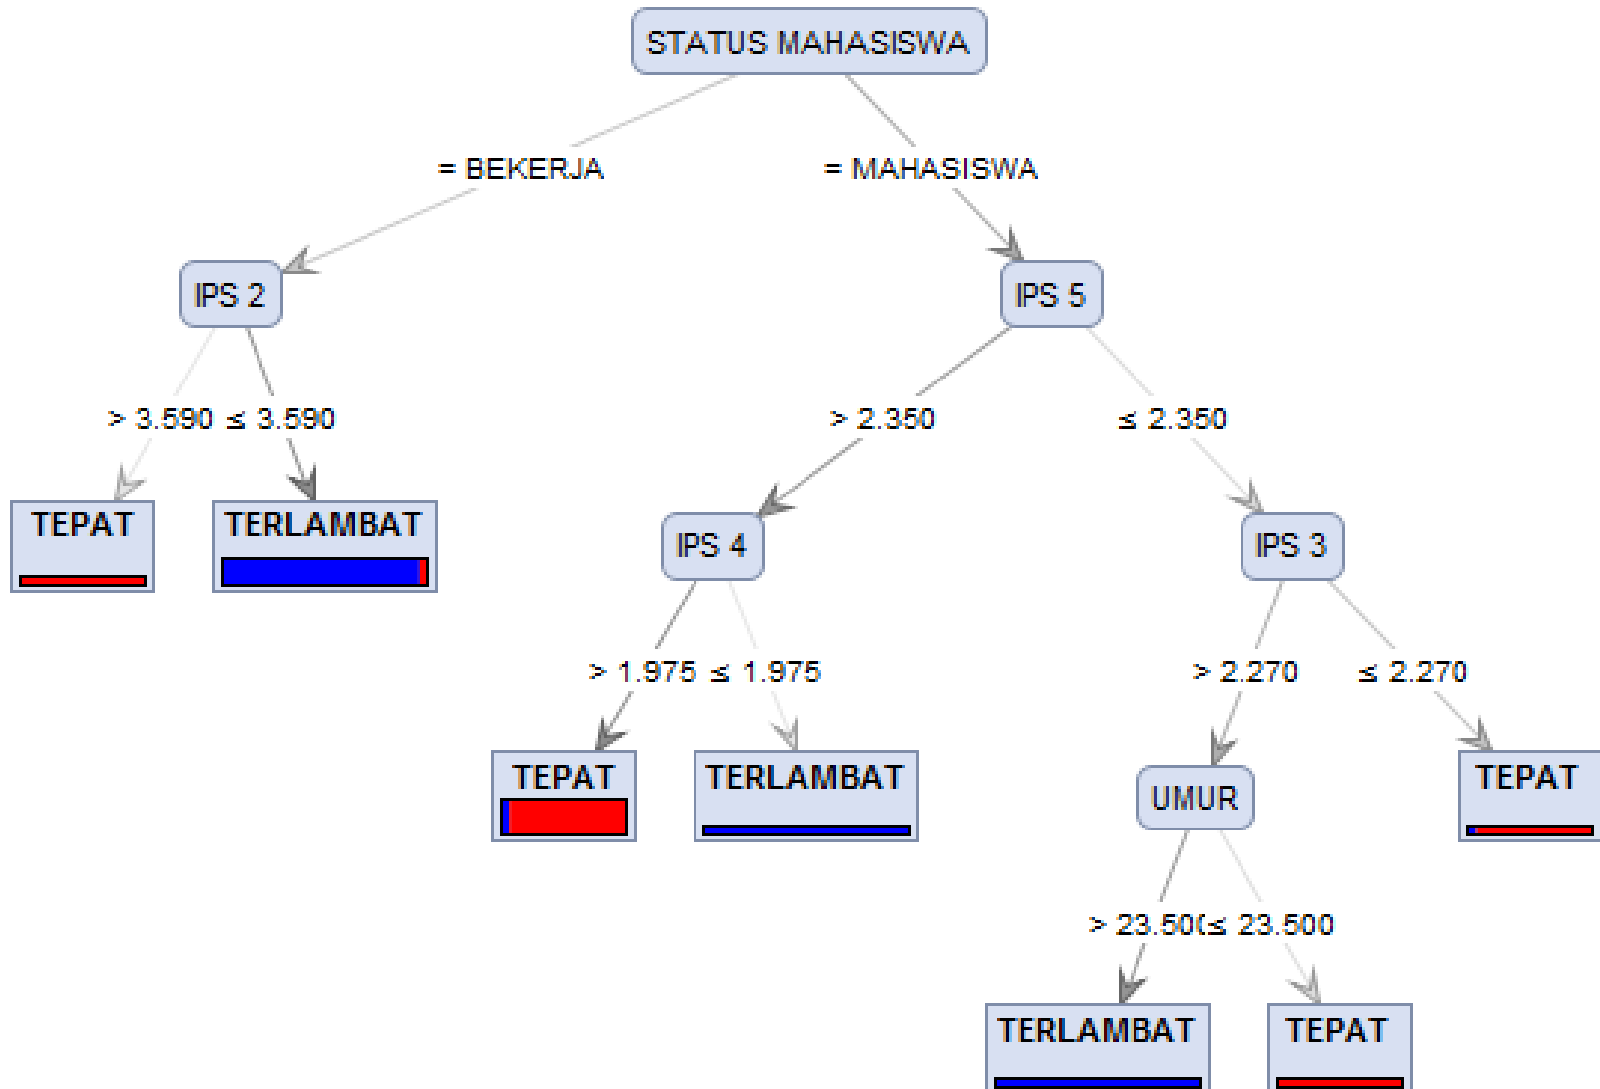 STATUS MAHASISWA
= BEKERJA = MAHASISWA
IPS 2 IPS 5
> 3.590 ≤ 3.590 > 2.350 ≤ 2.350
TEPAT TERLAMBAT IPS 4 IPS 3
> 1.975 ≤ 1.975 > 2.270 ≤ 2.270
TEPAT TERLAMBAT UMUR TEPAT
> 23.500 ≤ 23.500
TERLAMBAT TEPAT